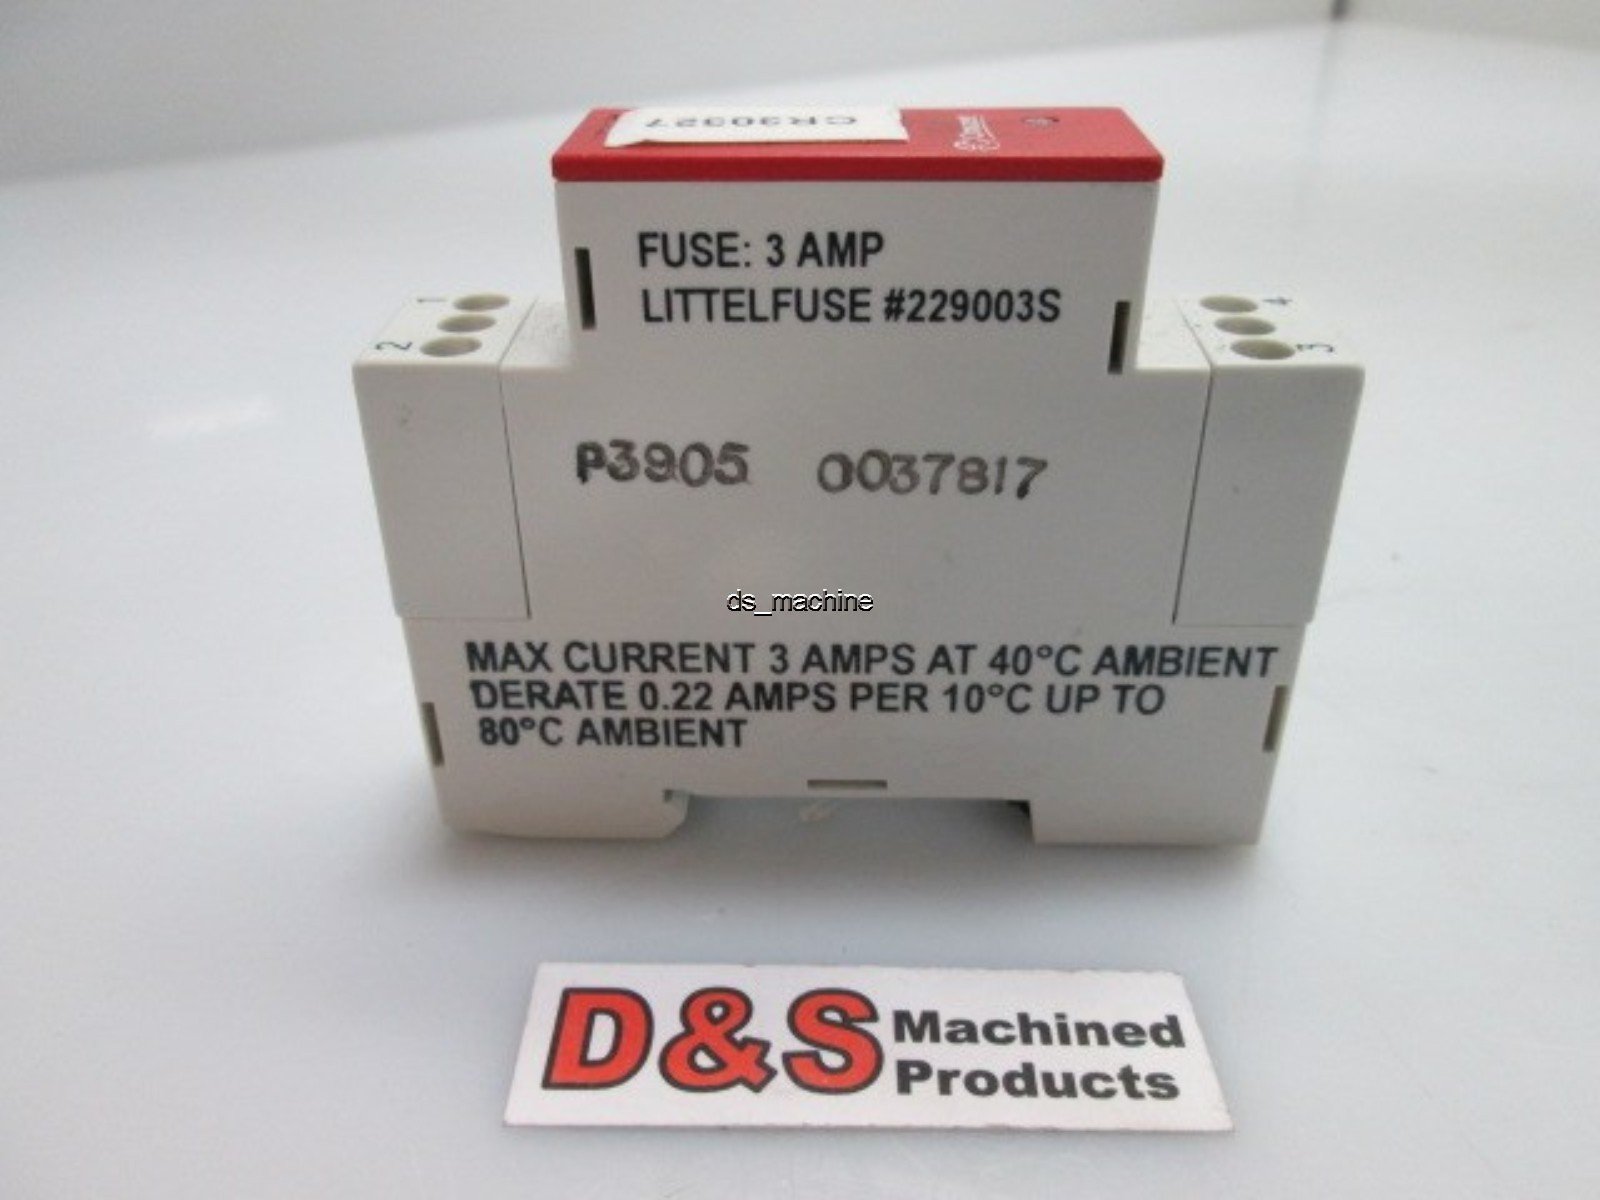 CR30327
FUSE: 3 AMP
LITTELFUSE #229003S
1
2
4
3
P3905 0037817
ds_machine
MAX CURRENT 3 AMPS AT 40°C AMBIENT
DERATE 0.22 AMPS PER 10°C UP TO
80°C AMBIENT
D&S Machined
Products